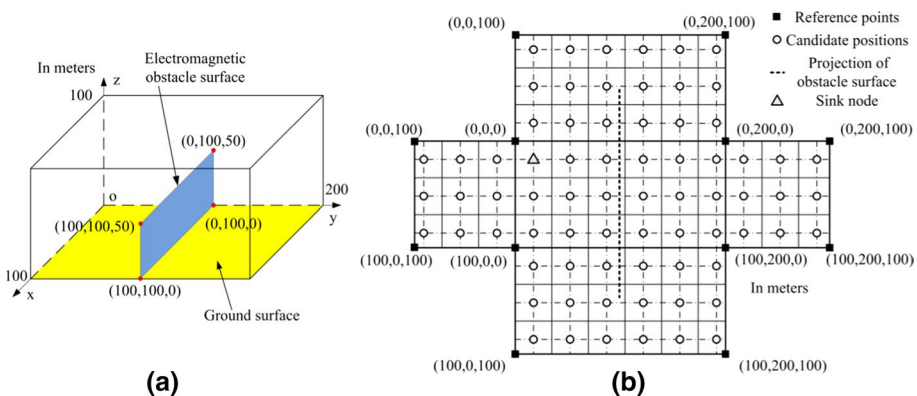 In meters
Electromagnetic
obstacle surface
z
100
(0,100,50)
o
200
y
(100,100,50)
(0,100,0)
100
x
(100,100,0)
Ground surface
(a)
(0,0,100)
(0,200,100)
Reference points
Candidate positions
Projection of
obstacle surface
Sink node
(0,0,100)
(0,0,0)
(0,200,0)
(0,200,100)
(100,0,100)
(100,0,0)
(100,200,0)
(100,200,100)
In meters
(100,0,100)
(100,200,100)
(b)